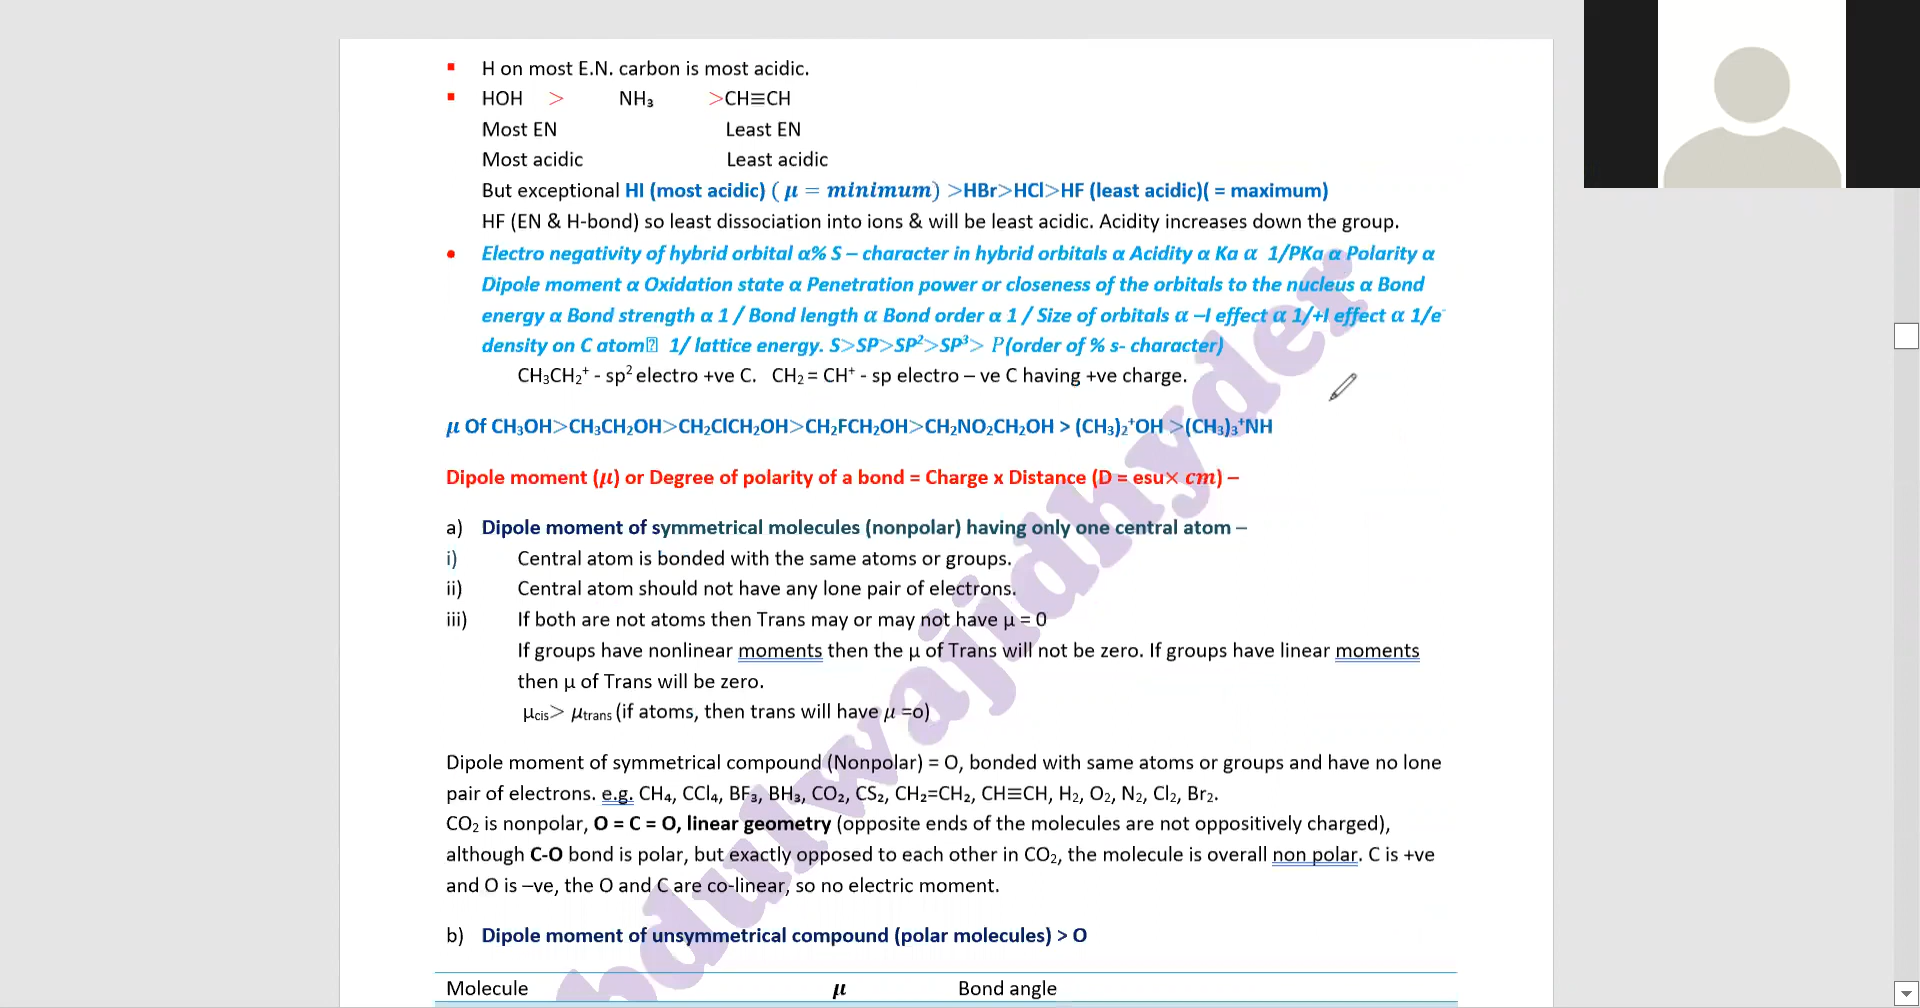 ▪ H on most E.N. carbon is most acidic.
▪ HOH > NH₃ >CH≡CH
Most EN Least EN
Most acidic Least acidic
But exceptional HI (most acidic) ( μ = minimum) >HBr>HCl>HF (least acidic)( = maximum)
HF (EN & H-bond) so least dissociation into ions & will be least acidic. Acidity increases down the group.
• Electro negativity of hybrid orbital α% S – character in hybrid orbitals α Acidity α Ka α 1/PKa α Polarity α
Dipole moment α Oxidation state α Penetration power or closeness of the orbitals to the nucleus α Bond
energy α Bond strength α 1 / Bond length α Bond order α 1 / Size of orbitals α –I effect α 1/+I effect α 1/e⁻
density on C atom⍰ 1/ lattice energy. S>SP>SP²>SP³> P(order of % s- character)
CH₃CH₂⁺ - sp² electro +ve C. CH₂ = CH⁺ - sp electro – ve C having +ve charge.
μ Of CH₃OH>CH₃CH₂OH>CH₂ClCH₂OH>CH₂FCH₂OH>CH₂NO₂CH₂OH > (CH₃)₂⁺OH >(CH₃)₃⁺NH
Dipole moment (μ) or Degree of polarity of a bond = Charge x Distance (D = esu× cm) –
a) Dipole moment of symmetrical molecules (nonpolar) having only one central atom –
i) Central atom is bonded with the same atoms or groups.
ii) Central atom should not have any lone pair of electrons.
iii) If both are not atoms then Trans may or may not have μ = 0
If groups have nonlinear moments then the μ of Trans will not be zero. If groups have linear moments
then μ of Trans will be zero.
μcis> μtrans (if atoms, then trans will have μ =o)
Dipole moment of symmetrical compound (Nonpolar) = O, bonded with same atoms or groups and have no lone
pair of electrons. e.g. CH₄, CCl₄, BF₃, BH₃, CO₂, CS₂, CH₂=CH₂, CH≡CH, H₂, O₂, N₂, Cl₂, Br₂.
CO₂ is nonpolar, O = C = O, linear geometry (opposite ends of the molecules are not oppositively charged),
although C-O bond is polar, but exactly opposed to each other in CO₂, the molecule is overall non polar. C is +ve
and O is –ve, the O and C are co-linear, so no electric moment.
b) Dipole moment of unsymmetrical compound (polar molecules) > O
Molecule μ Bond angle
bdulwajidhyder